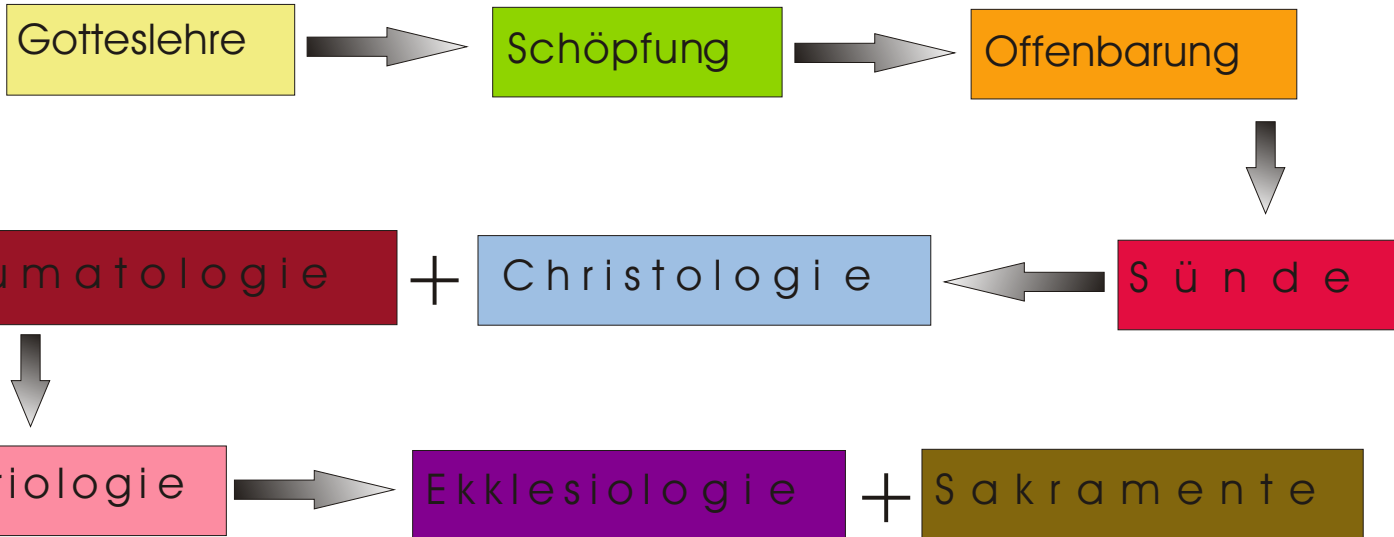 Gotteslehre
Schöpfung
Offenbarung
umatologie
+
Christologie
Sünde
riologie
Ekklesiologie
+
Sakramente